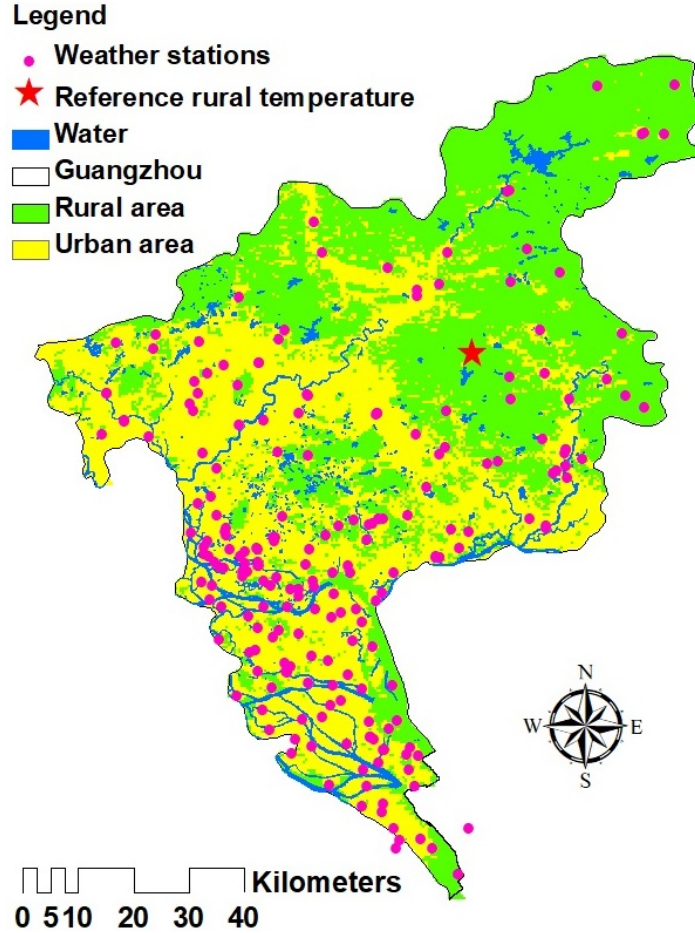 Legend
Weather stations
Reference rural temperature
Water
Guangzhou
Rural area
Urban area
N
W E
S
Kilometers
0 5 10 20 30 40